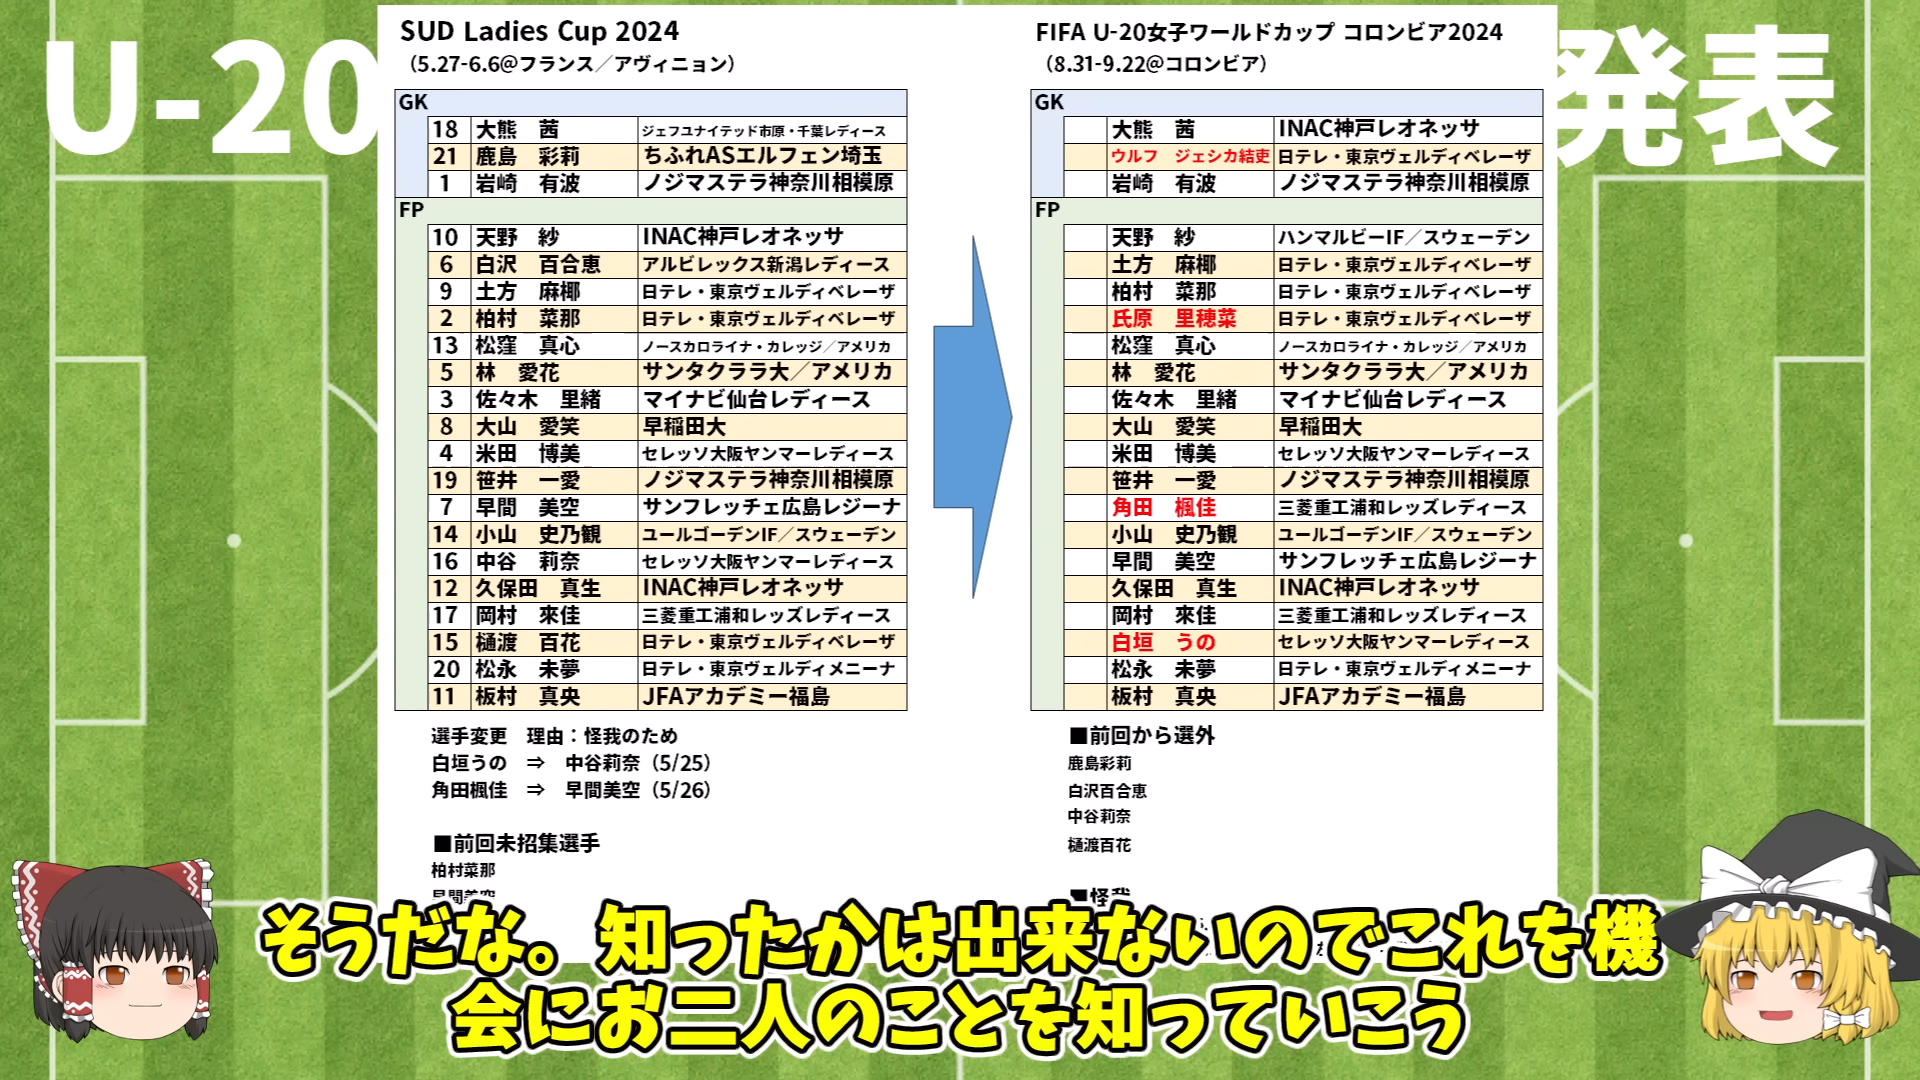 U-20
発表
SUD Ladies Cup 2024
（5.27-6.6@フランス／アヴィニョン）
GK
18 大熊　茜 ジェフユナイテッド市原・千葉レディース
21 鹿島　彩莉 ちふれASエルフェン埼玉
1 岩崎　有波 ノジマステラ神奈川相模原
FP
10 天野　紗 INAC神戸レオネッサ
6 白沢　百合恵 アルビレックス新潟レディース
9 土方　麻椰 日テレ・東京ヴェルディベレーザ
2 柏村　菜那 日テレ・東京ヴェルディベレーザ
13 松窪　真心 ノースカロライナ・カレッジ／アメリカ
5 林　愛花 サンタクララ大／アメリカ
3 佐々木　里緒 マイナビ仙台レディース
8 大山　愛笑 早稲田大
4 米田　博美 セレッソ大阪ヤンマーレディース
19 笹井　一愛 ノジマステラ神奈川相模原
7 早間　美空 サンフレッチェ広島レジーナ
14 小山　史乃観 ユールゴーデンIF／スウェーデン
16 中谷　莉奈 セレッソ大阪ヤンマーレディース
12 久保田　真生 INAC神戸レオネッサ
17 岡村　來佳 三菱重工浦和レッズレディース
15 樋渡　百花 日テレ・東京ヴェルディベレーザ
20 松永　未夢 日テレ・東京ヴェルディメニーナ
11 板村　真央 JFAアカデミー福島
選手変更　理由：怪我のため
白垣うの　⇒　中谷莉奈（5/25）
角田楓佳　⇒　早間美空（5/26）
■前回未招集選手
柏村菜那
早間美空
FIFA U-20女子ワールドカップ コロンビア2024
（8.31-9.22@コロンビア）
GK
大熊　茜 INAC神戸レオネッサ
ウルフ　ジェシカ結吏 日テレ・東京ヴェルディベレーザ
岩崎　有波 ノジマステラ神奈川相模原
FP
天野　紗 ハンマルビーIF／スウェーデン
土方　麻椰 日テレ・東京ヴェルディベレーザ
柏村　菜那 日テレ・東京ヴェルディベレーザ
氏原　里穂菜 日テレ・東京ヴェルディベレーザ
松窪　真心 ノースカロライナ・カレッジ／アメリカ
林　愛花 サンタクララ大／アメリカ
佐々木　里緒 マイナビ仙台レディース
大山　愛笑 早稲田大
米田　博美 セレッソ大阪ヤンマーレディース
笹井　一愛 ノジマステラ神奈川相模原
角田　楓佳 三菱重工浦和レッズレディース
小山　史乃観 ユールゴーデンIF／スウェーデン
早間　美空 サンフレッチェ広島レジーナ
久保田　真生 INAC神戸レオネッサ
岡村　來佳 三菱重工浦和レッズレディース
白垣　うの セレッソ大阪ヤンマーレディース
松永　未夢 日テレ・東京ヴェルディメニーナ
板村　真央 JFAアカデミー福島
■前回から選外
鹿島彩莉
白沢百合恵
中谷莉奈
樋渡百花
■怪我
そうだな。知ったかは出来ないのでこれを機
会にお二人のことを知っていこう